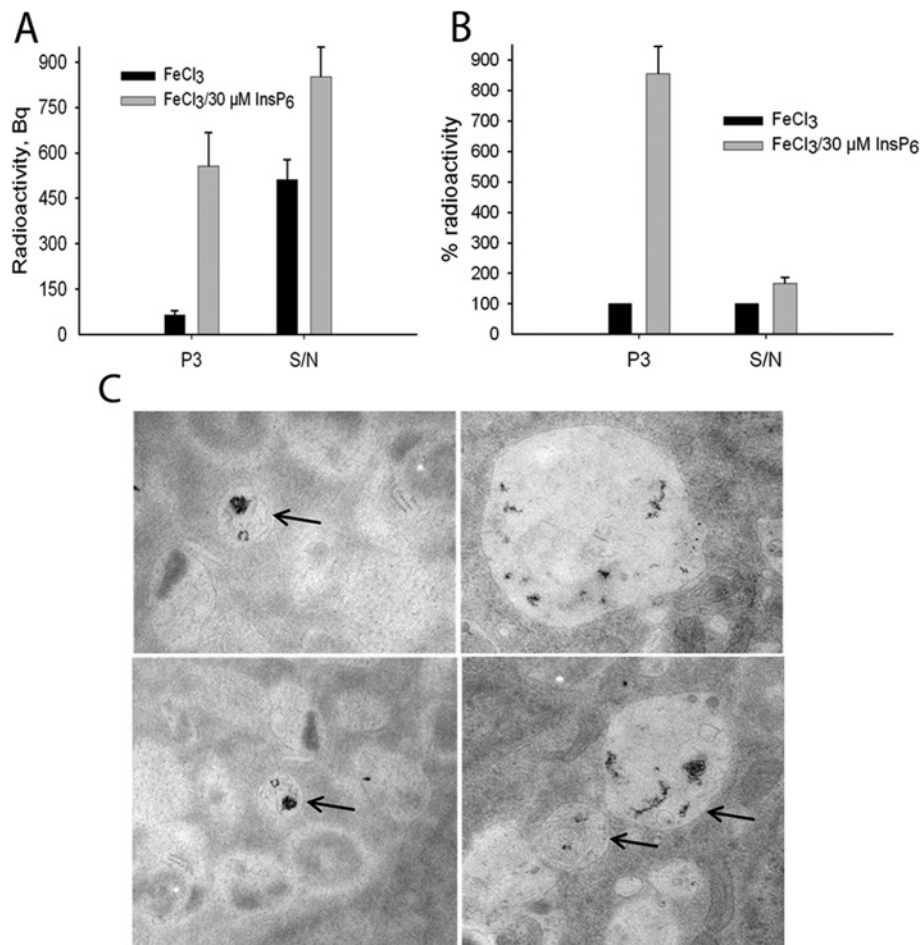 A
Radioactivity, Bq
900
750
600
450
300
150
0
FeCl3
FeCl3/30 µM InsP6
P3 S/N
B
% radioactivity
900
800
700
600
500
400
300
200
100
0
FeCl3
FeCl3/30 µM InsP6
P3 S/N
C